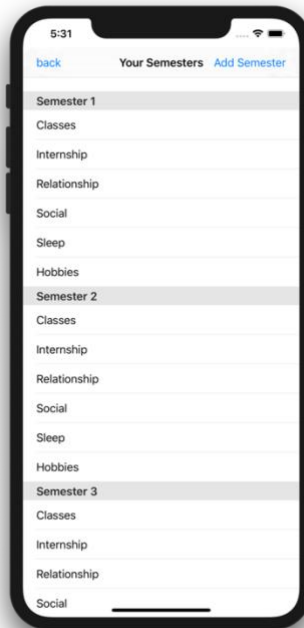 5:31
back Your Semesters Add Semester
Semester 1
Classes
Internship
Relationship
Social
Sleep
Hobbies
Semester 2
Classes
Internship
Relationship
Social
Sleep
Hobbies
Semester 3
Classes
Internship
Relationship
Social